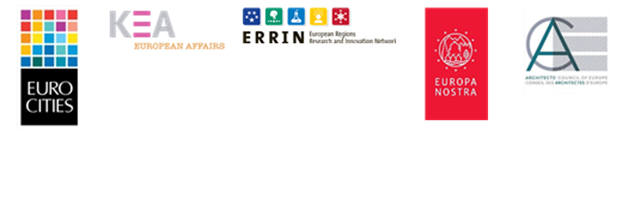 EURO
CITIES
KEA
EUROPEAN AFFAIRS
ERRIN European Regions
Research and Innovation Network
EUROPA
NOSTRA
ACE
ARCHITECTS' COUNCIL OF EUROPE
CONSEIL DES ARCHITECTES D'EUROPE